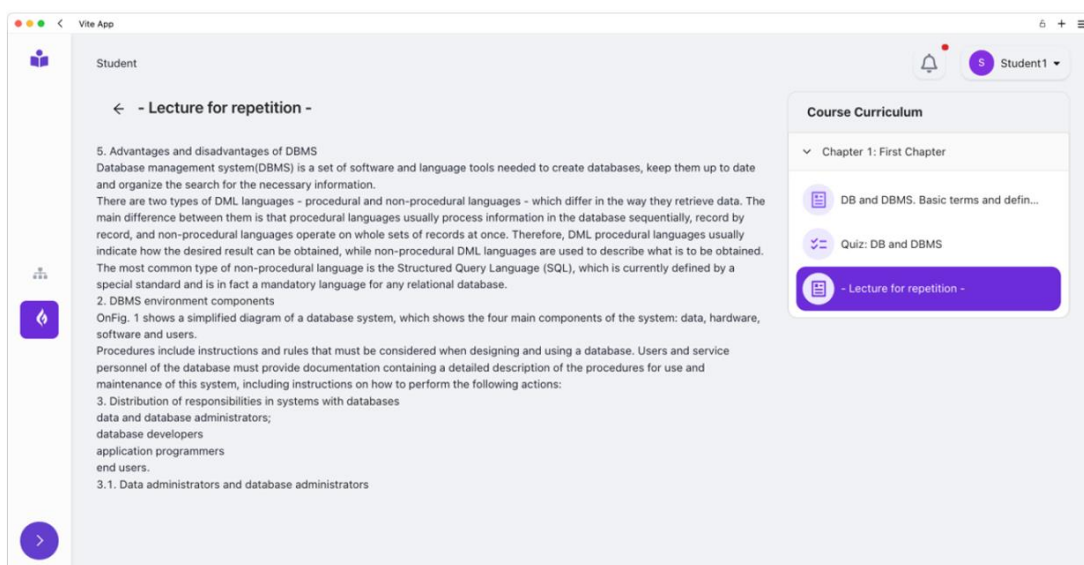 Vite App
Student
S
Student1
← - Lecture for repetition -
5. Advantages and disadvantages of DBMS
Database management system(DBMS) is a set of software and language tools needed to create databases, keep them up to date
and organize the search for the necessary information.
There are two types of DML languages - procedural and non-procedural languages - which differ in the way they retrieve data. The
main difference between them is that procedural languages usually process information in the database sequentially, record by
record, and non-procedural languages operate on whole sets of records at once. Therefore, DML procedural languages usually
indicate how the desired result can be obtained, while non-procedural DML languages are used to describe what is to be obtained.
The most common type of non-procedural language is the Structured Query Language (SQL), which is currently defined by a
special standard and is in fact a mandatory language for any relational database.
2. DBMS environment components
OnFig. 1 shows a simplified diagram of a database system, which shows the four main components of the system: data, hardware,
software and users.
Procedures include instructions and rules that must be considered when designing and using a database. Users and service
personnel of the database must provide documentation containing a detailed description of the procedures for use and
maintenance of this system, including instructions on how to perform the following actions:
3. Distribution of responsibilities in systems with databases
data and database administrators;
database developers
application programmers
end users.
3.1. Data administrators and database administrators
Course Curriculum
Chapter 1: First Chapter
DB and DBMS. Basic terms and defin...
Quiz: DB and DBMS
- Lecture for repetition -